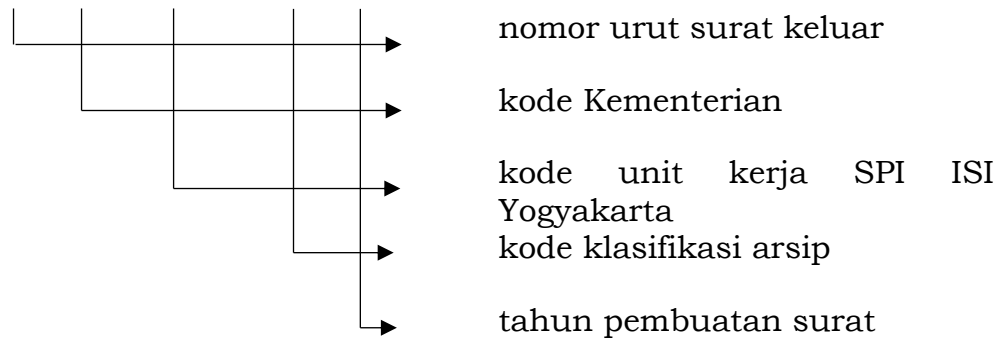 nomor urut surat keluar
kode Kementerian
kode unit kerja SPI ISI
Yogyakarta
kode klasifikasi arsip
tahun pembuatan surat